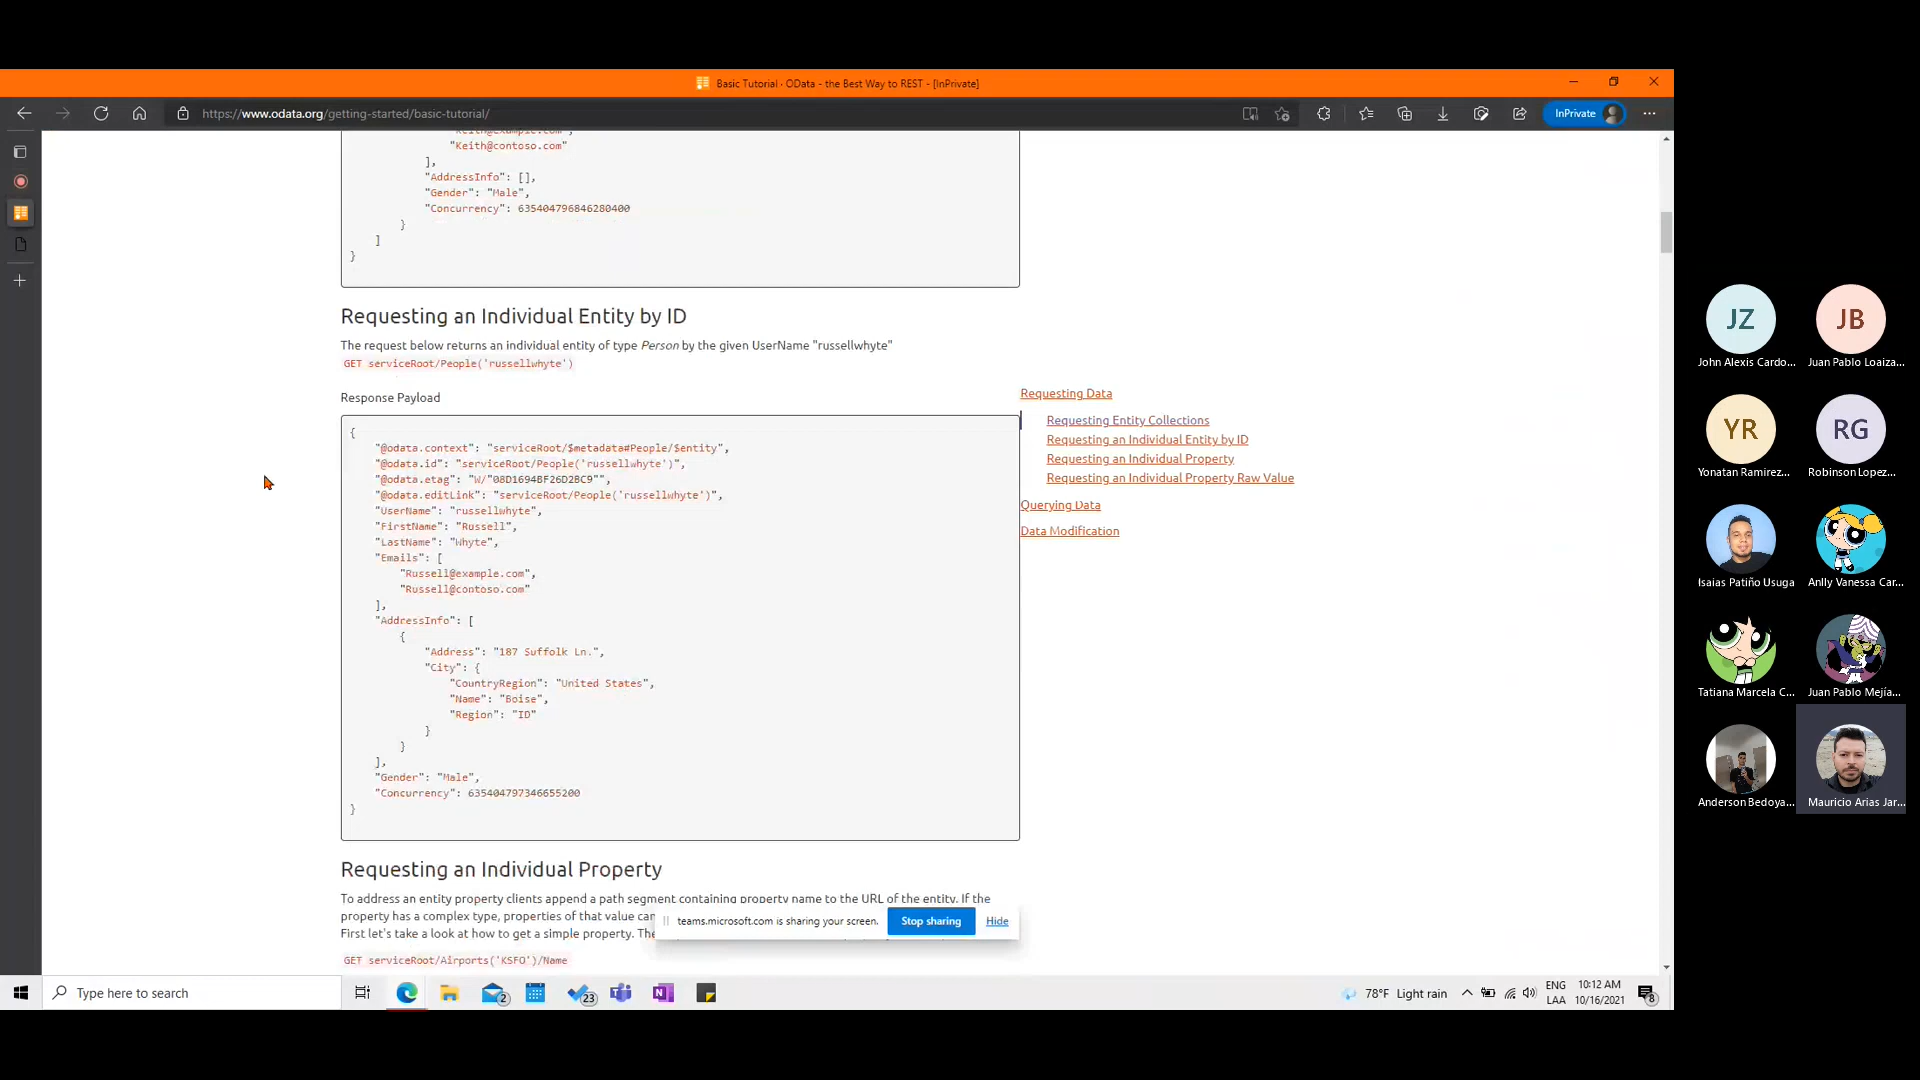 Basic Tutorial · OData - the Best Way to REST - [InPrivate]
https://www.odata.org/getting-started/basic-tutorial/
InPrivate
"Keith@example.com",
"Keith@contoso.com"
],
"AddressInfo": [],
"Gender": "Male",
"Concurrency": 635404796846280400
}
]
}
Requesting an Individual Entity by ID
The request below returns an individual entity of type Person by the given UserName "russellwhyte"
GET serviceRoot/People('russellwhyte')
Response Payload
{
"@odata.context": "serviceRoot/$metadata#People/$entity",
"@odata.id": "serviceRoot/People('russellwhyte')",
"@odata.etag": "W/"08D1694BF26D2BC9"",
"@odata.editLink": "serviceRoot/People('russellwhyte')",
"UserName": "russellwhyte",
"FirstName": "Russell",
"LastName": "Whyte",
"Emails": [
"Russell@example.com",
"Russell@contoso.com"
],
"AddressInfo": [
{
"Address": "187 Suffolk Ln.",
"City": {
"CountryRegion": "United States",
"Name": "Boise",
"Region": "ID"
}
}
],
"Gender": "Male",
"Concurrency": 635404797346655200
}
Requesting an Individual Property
To address an entity property clients append a path segment containing property name to the URL of the entity. If the
property has a complex type, properties of that value can
First let's take a look at how to get a simple property. The
GET serviceRoot/Airports('KSFO')/Name
Requesting Data
Requesting Entity Collections
Requesting an Individual Entity by ID
Requesting an Individual Property
Requesting an Individual Property Raw Value
Querying Data
Data Modification
teams.microsoft.com is sharing your screen.
Stop sharing
Hide
Type here to search
2
23
78°F Light rain
ENG
LAA
10:12 AM
10/16/2021
8
JZ
John Alexis Cardo...
JB
Juan Pablo Loaiza...
YR
Yonatan Ramirez...
RG
Robinson Lopez...
Isaias Patiño Usuga
Anlly Vanessa Car...
Tatiana Marcela C...
Juan Pablo Mejía...
Anderson Bedoya...
Mauricio Arias Jar...